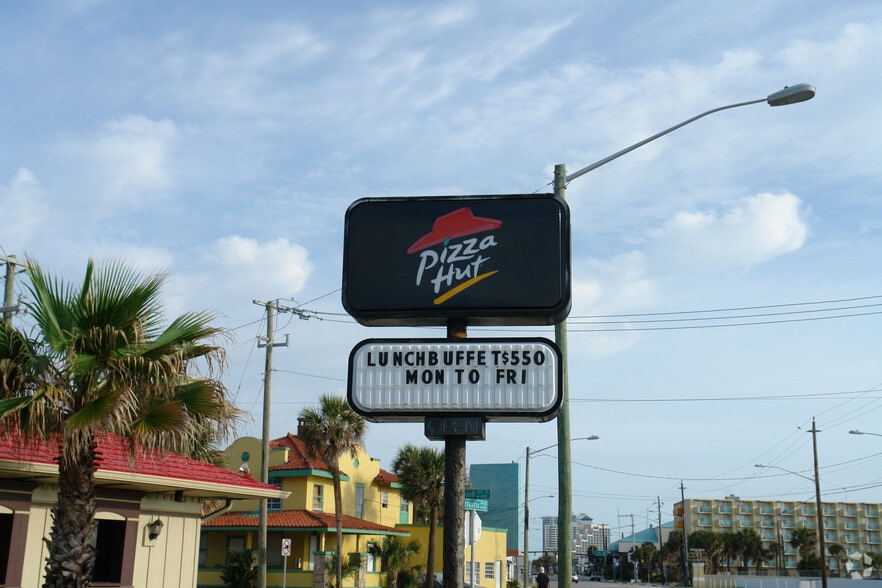 Pizza
Hut
LUNCHBUFFET$550
MON TO FRI
OPEN